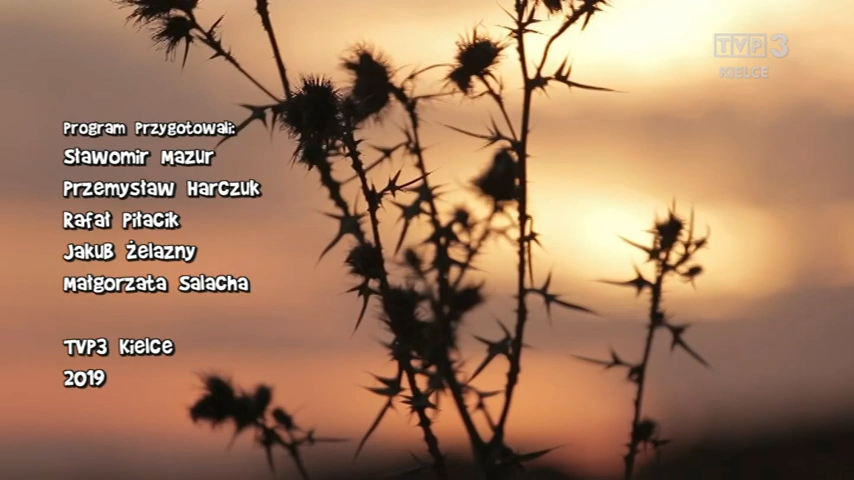 TVP3
KIELCE
Program Przygotowali:
Sławomir Mazur
Przemysław Harczuk
Rafał Piłacik
Jakub Żelazny
Małgorzata Salacha
TVP3 Kielce
2019